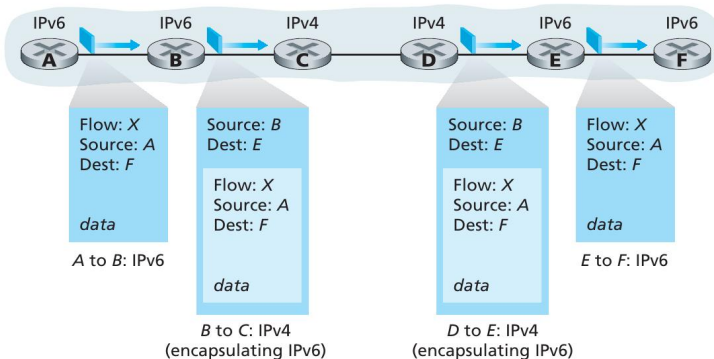 IPv6 IPv6 IPv4 IPv4 IPv6 IPv6
A B C D E F
Flow: X
Source: A
Dest: F
data
A to B: IPv6
Source: B
Dest: E
Flow: X
Source: A
Dest: F
data
B to C: IPv4
(encapsulating IPv6)
Source: B
Dest: E
Flow: X
Source: A
Dest: F
data
D to E: IPv4
(encapsulating IPv6)
Flow: X
Source: A
Dest: F
data
E to F: IPv6